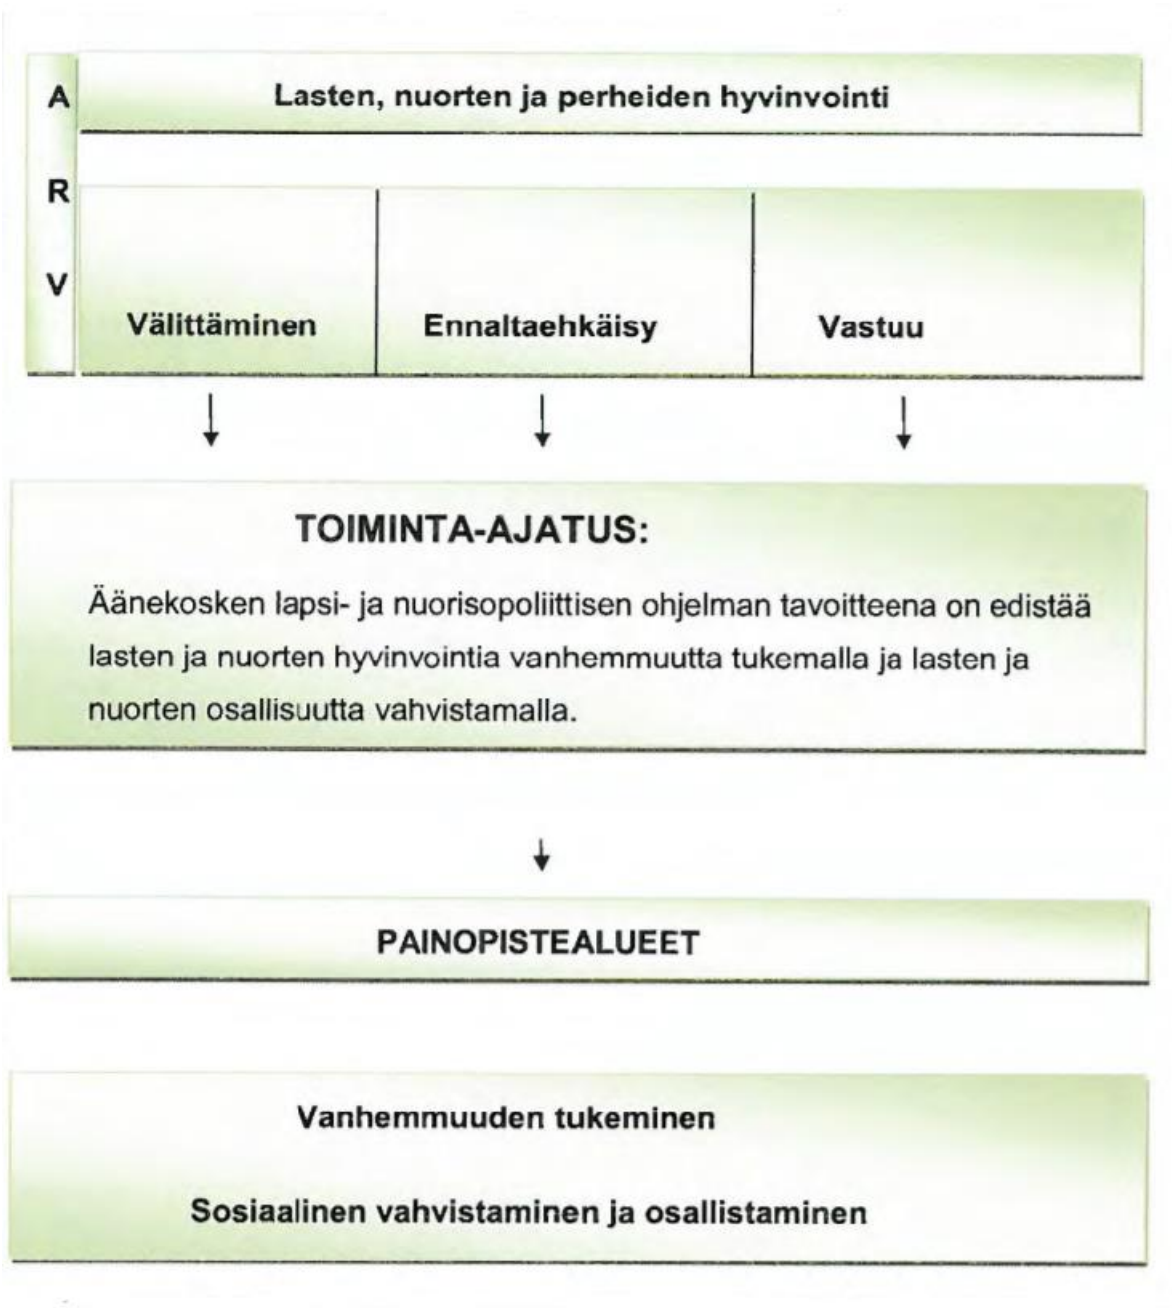 A
R
V
Lasten, nuorten ja perheiden hyvinvointi
Välittäminen
Ennaltaehkäisy
Vastuu
TOIMINTA-AJATUS:
Äänekosken lapsi- ja nuorisopoliittisen ohjelman tavoitteena on edistää
lasten ja nuorten hyvinvointia vanhemmuutta tukemalla ja lasten ja
nuorten osallisuutta vahvistamalla.
PAINOPISTEALUEET
Vanhemmuuden tukeminen
Sosiaalinen vahvistaminen ja osallistaminen